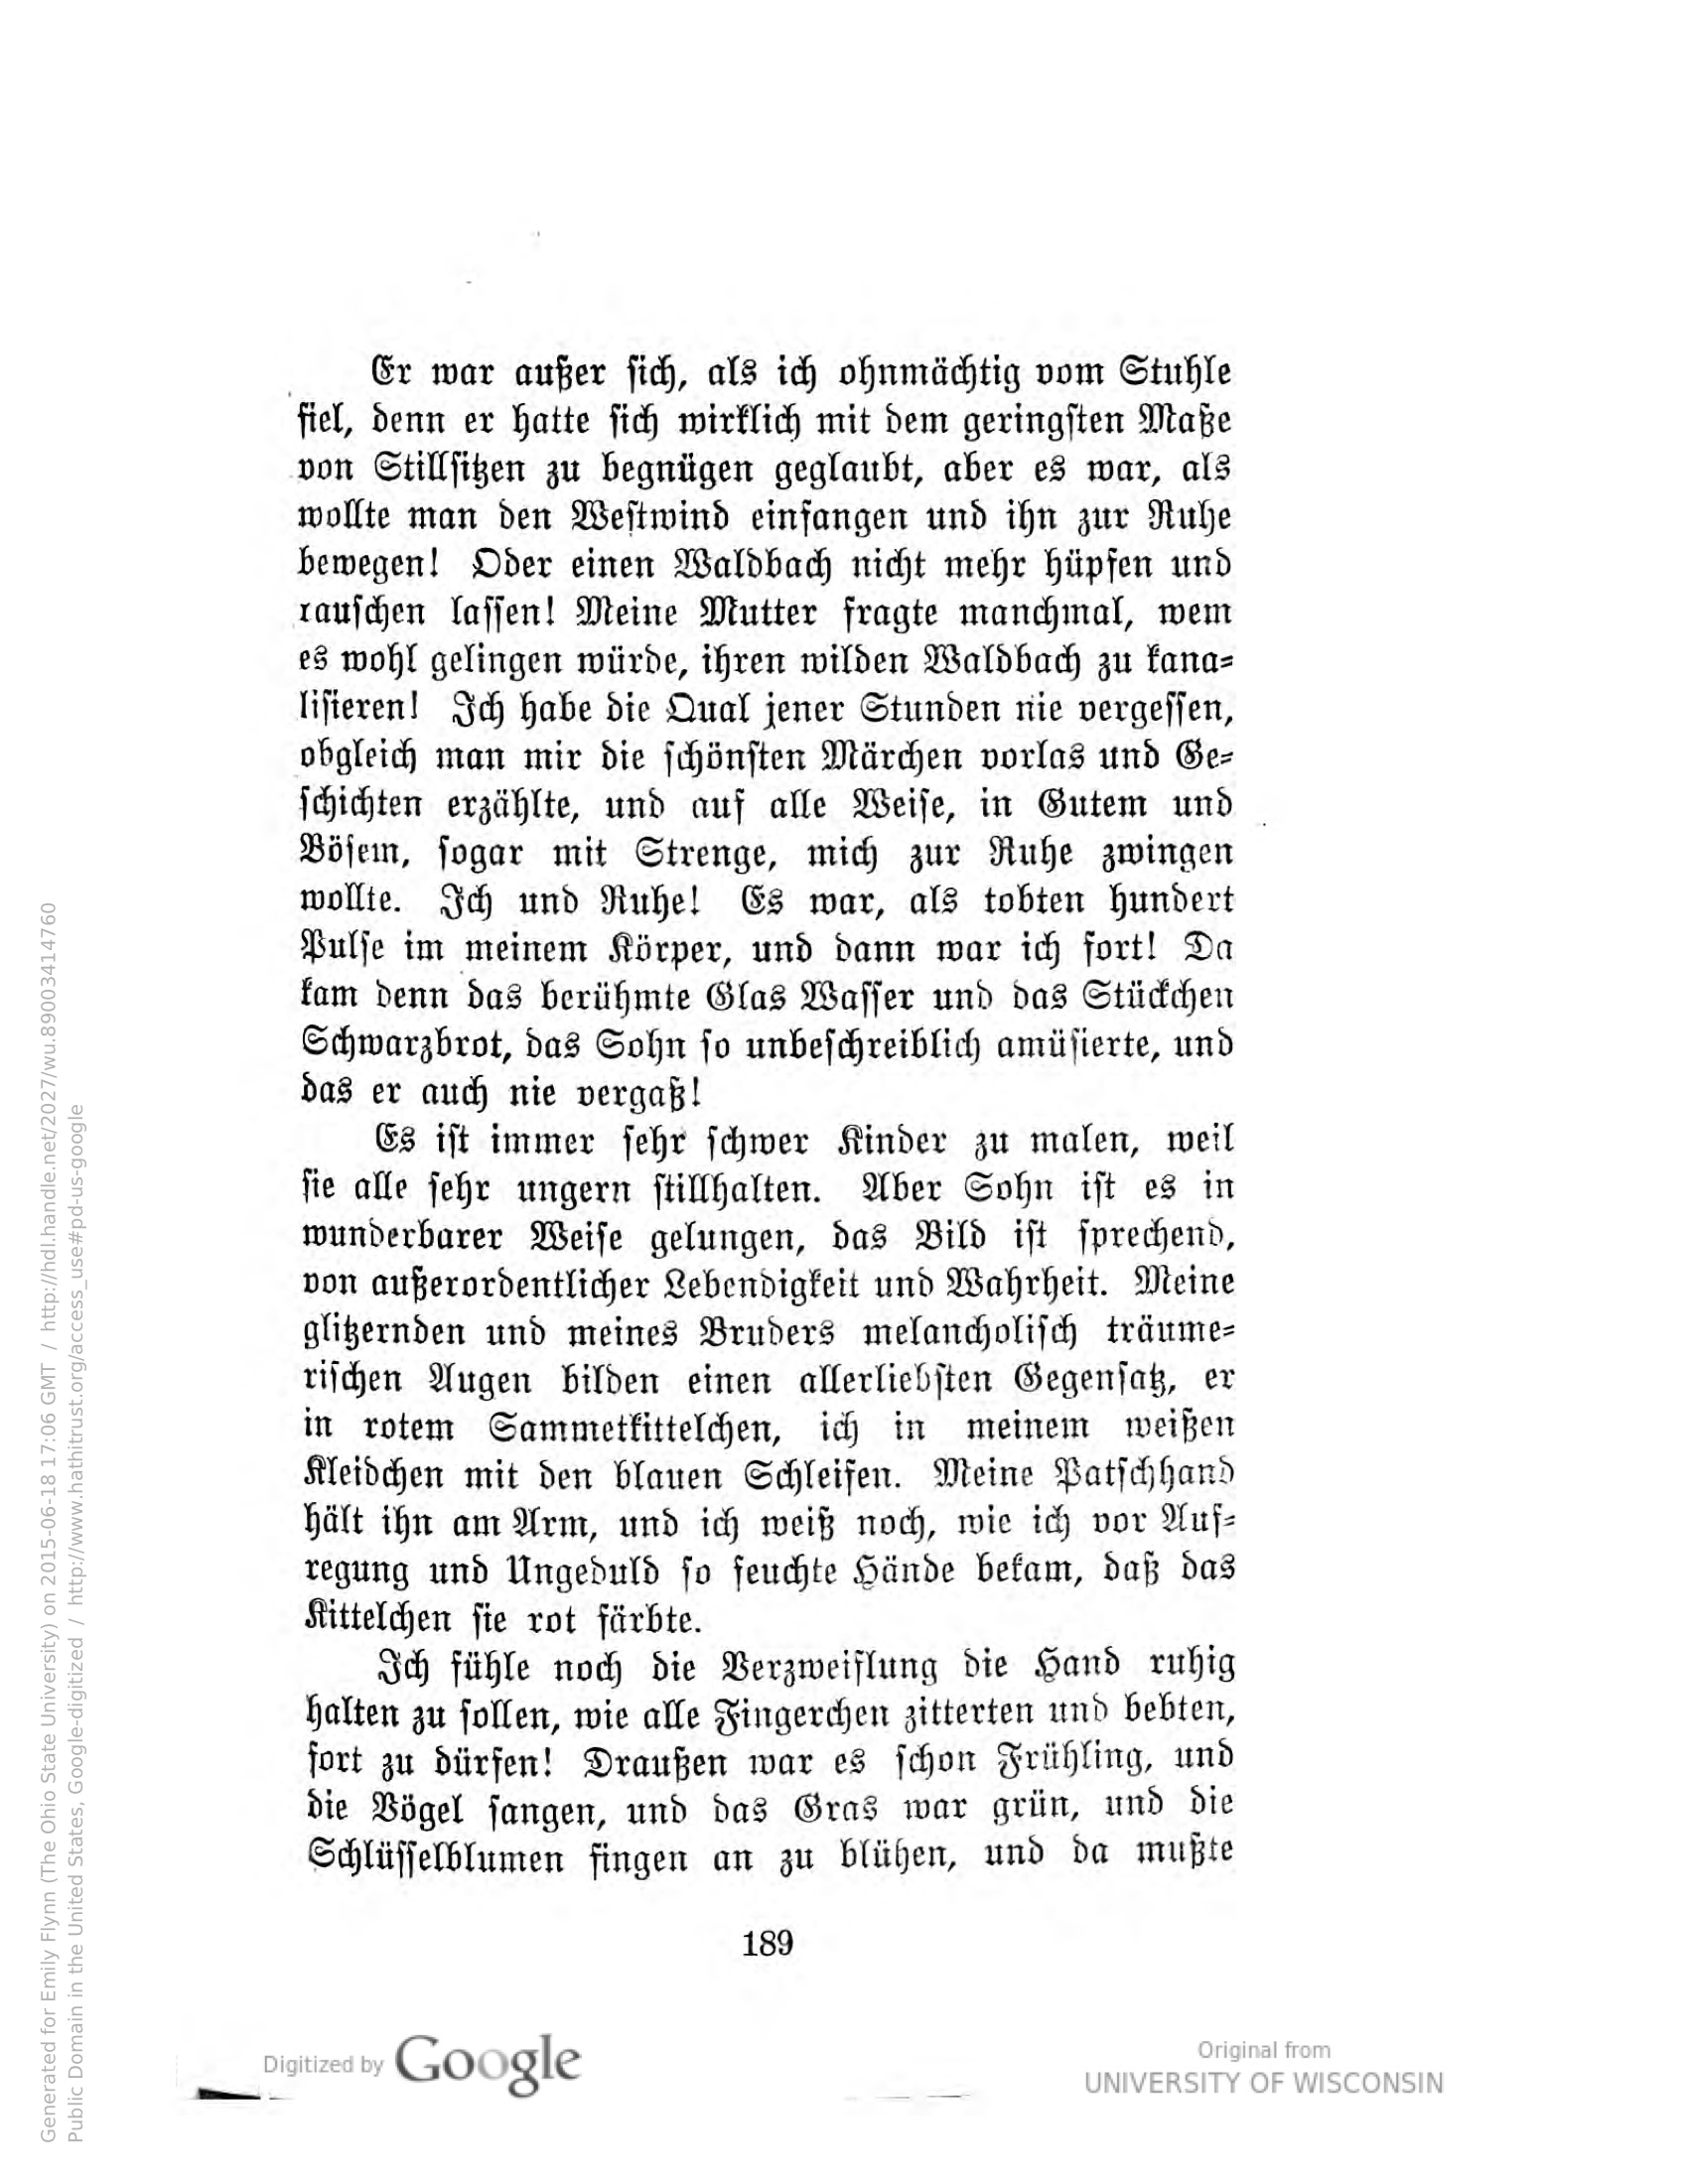 Er war außer sich, als ich ohnmächtig vom Stuhle
fiel, denn er hatte sich wirklich mit dem geringsten Maße
von Stillsitzen zu begnügen geglaubt, aber es war, als
wollte man den Westwind einfangen und ihn zur Ruhe
bewegen! Oder einen Waldbach nicht mehr hüpfen und
rauschen lassen! Meine Mutter fragte manchmal, wem
es wohl gelingen würde, ihren wilden Waldbach zu kana-
lisieren! Ich habe die Qual jener Stunden nie vergessen,
obgleich man mir die schönsten Märchen vorlas und Ge-
schichten erzählte, und auf alle Weise, in Gutem und
Bösem, sogar mit Strenge, mich zur Ruhe zwingen
wollte. Ich und Ruhe! Es war, als tobten hundert
Pulse im meinem Körper, und dann war ich fort! Da
kam denn das berühmte Glas Wasser und das Stückchen
Schwarzbrot, das Sohn so unbeschreiblich amüsierte, und
das er auch nie vergaß!
Es ist immer sehr schwer Kinder zu malen, weil
sie alle sehr ungern stillhalten. Aber Sohn ist es in
wunderbarer Weise gelungen, das Bild ist sprechend,
von außerordentlicher Lebendigkeit und Wahrheit. Meine
glitzernden und meines Bruders melancholisch träume-
rischen Augen bilden einen allerliebsten Gegensatz, er
in rotem Sammetkittelchen, ich in meinem weißen
Kleidchen mit den blauen Schleifen. Meine Patschhand
hält ihn am Arm, und ich weiß noch, wie ich vor Auf-
regung und Ungeduld so feuchte Hände bekam, daß das
Kittelchen sie rot färbte.
Ich fühle noch die Verzweiflung die Hand ruhig
halten zu sollen, wie alle Fingerchen zitterten und bebten,
fort zu dürfen! Draußen war es schon Frühling, und
die Vögel sangen, und das Gras war grün, und die
Schlüsselblumen fingen an zu blühen, und da mußte
189
Digitized by Google
Original from
UNIVERSITY OF WISCONSIN
Generated for Emily Flynn (The Ohio State University) on 2015-06-18 17:06 GMT / http://hdl.handle.net/2027/wu.89003414760
Public Domain in the United States, Google-digitized / http://www.hathitrust.org/access_use#pd-us-google